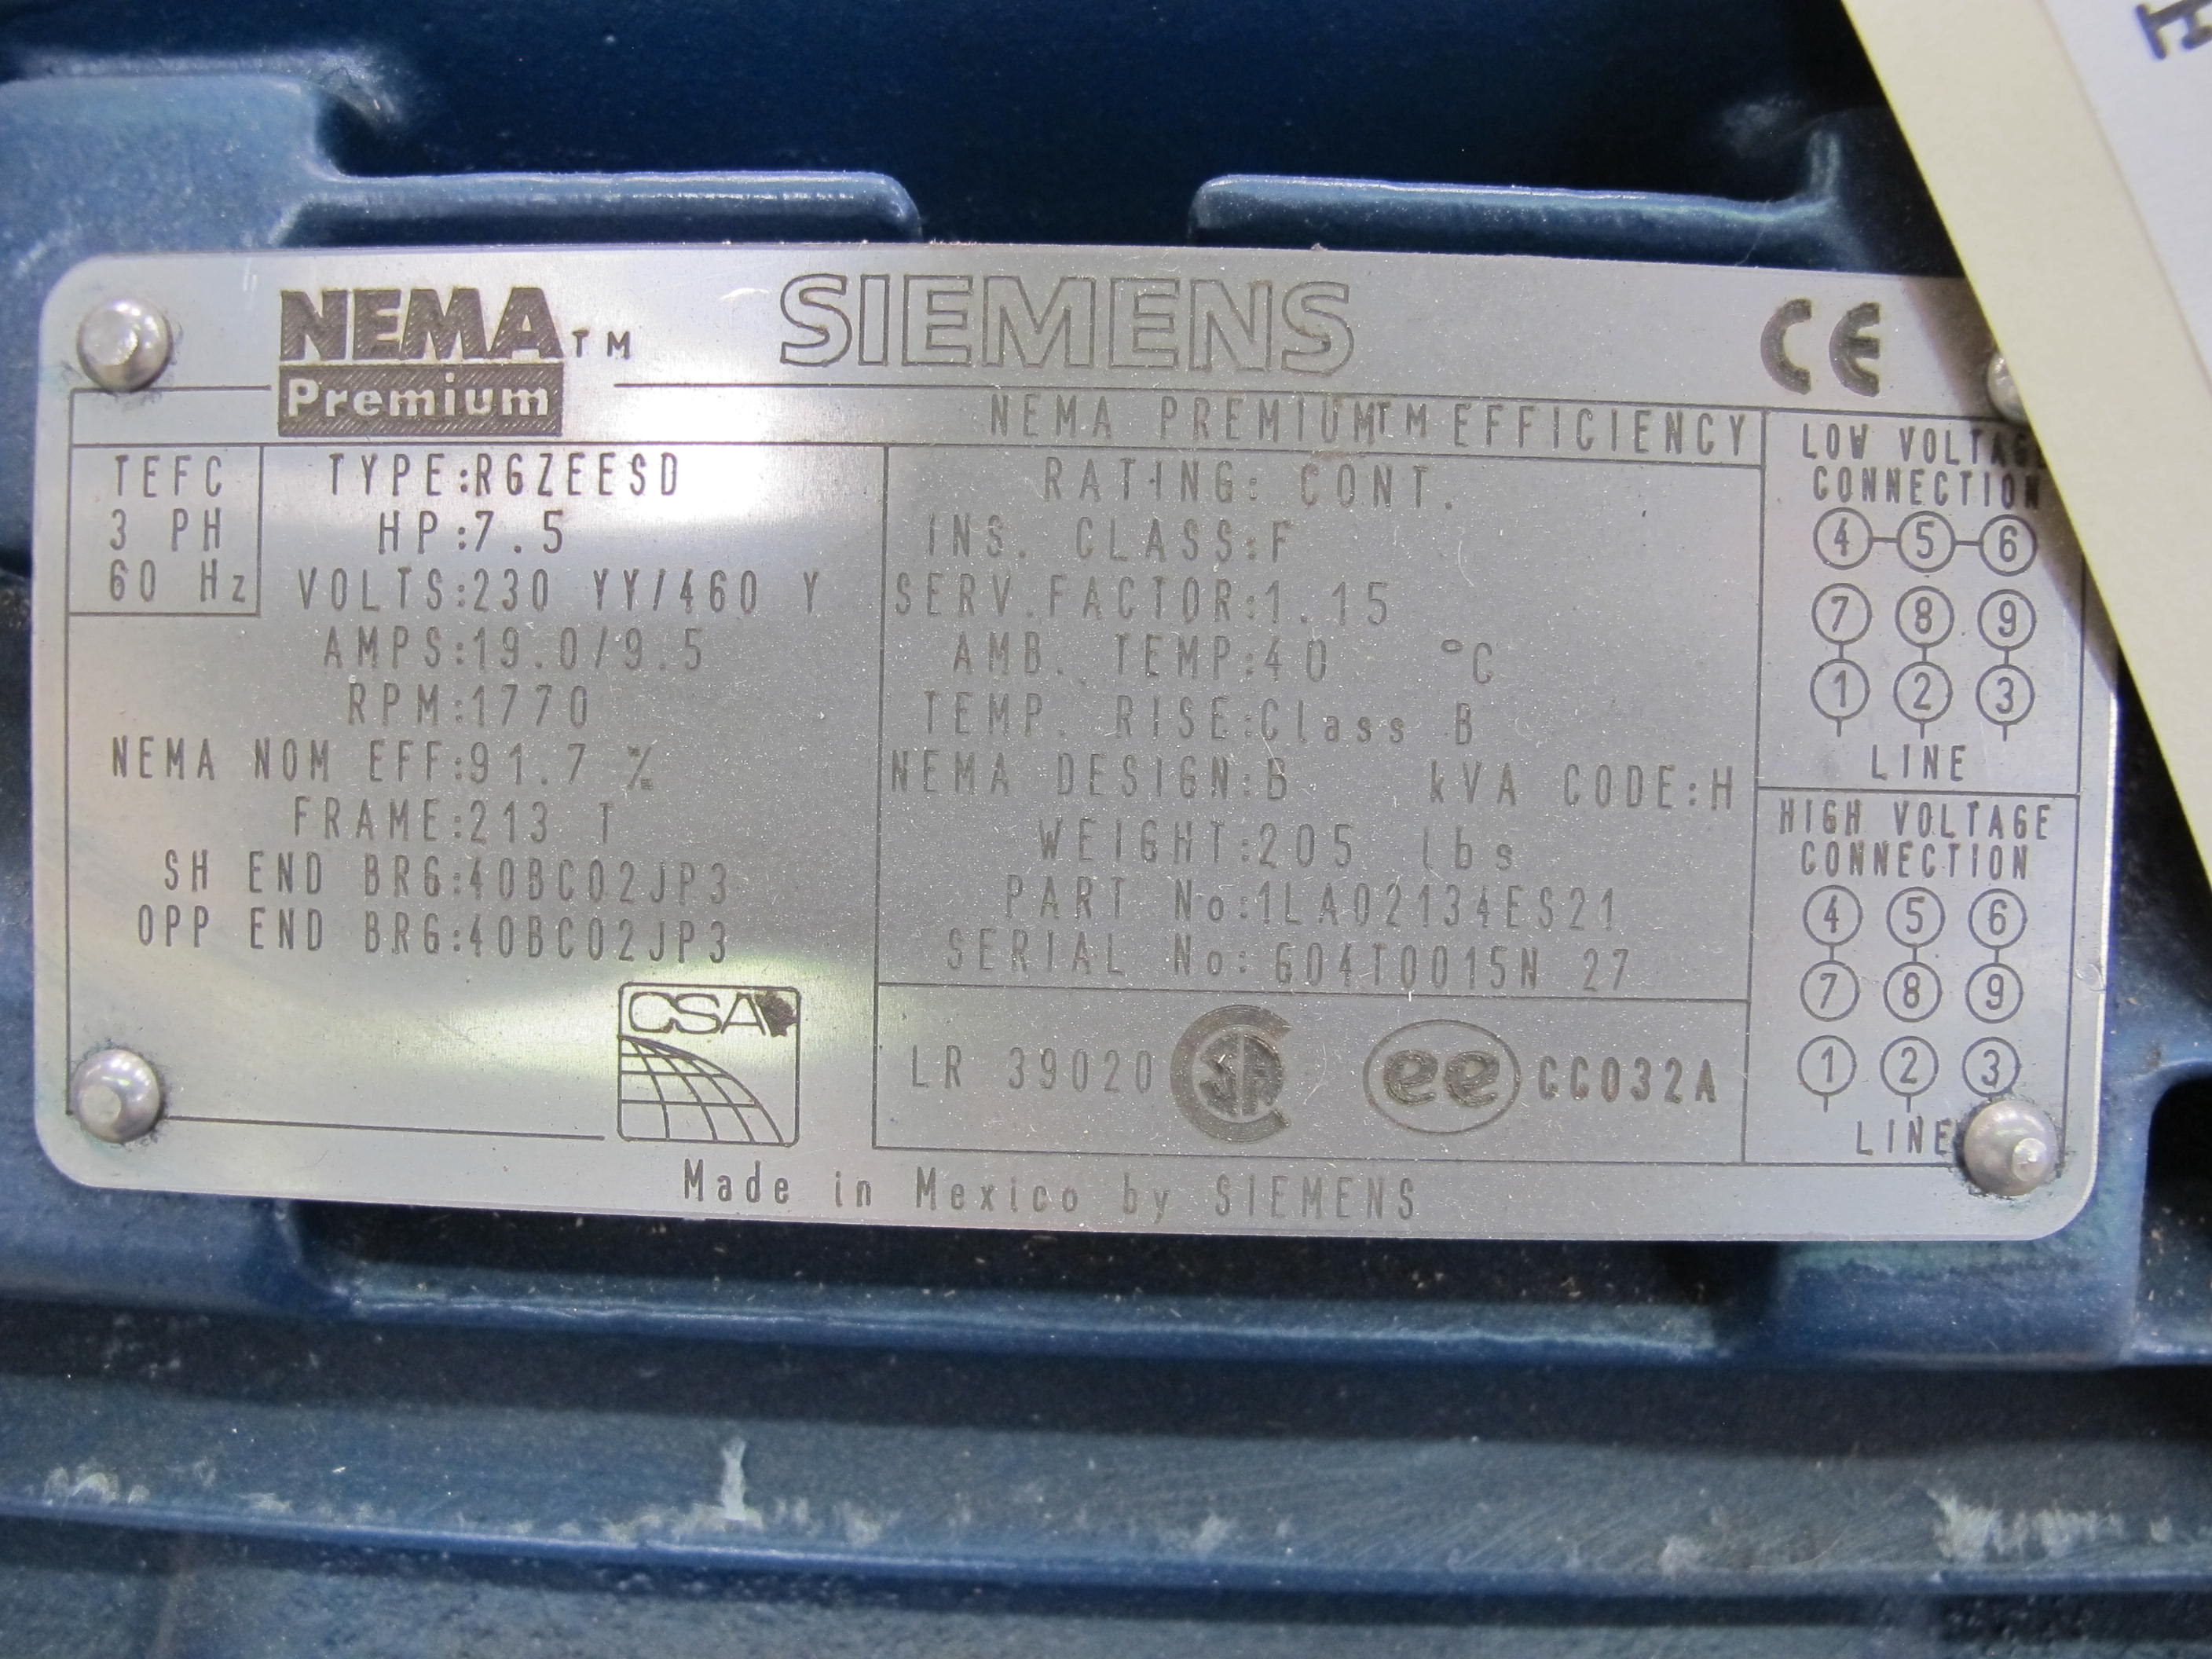 NEMA TM
Premium
SIEMENS
CE
NEMA PREMIUM TM EFFICIENCY
TEFC
3 PH
60 Hz
TYPE:RGZEESD
HP:7.5
VOLTS:230 YY/460 Y
AMPS:19.0/9.5
RPM:1770
NEMA NOM EFF:91.7 %
FRAME:213 T
SH END BRG:40BC02JP3
OPP END BRG:40BC02JP3
CSA
RATING: CONT.
INS. CLASS:F
SERV.FACTOR:1.15
AMB. TEMP:40 °C
TEMP. RISE:Class B
NEMA DESIGN:B kVA CODE:H
WEIGHT:205 lbs
PART No:1LA02134ES21
SERIAL No: G04T0015N 27
LR 39020 SA ee CC032A
LOW VOLTAGE
CONNECTION
4 5 6
7 8 9
1 2 3
LINE
HIGH VOLTAGE
CONNECTION
4 5 6
7 8 9
1 2 3
LINE
Made in Mexico by SIEMENS